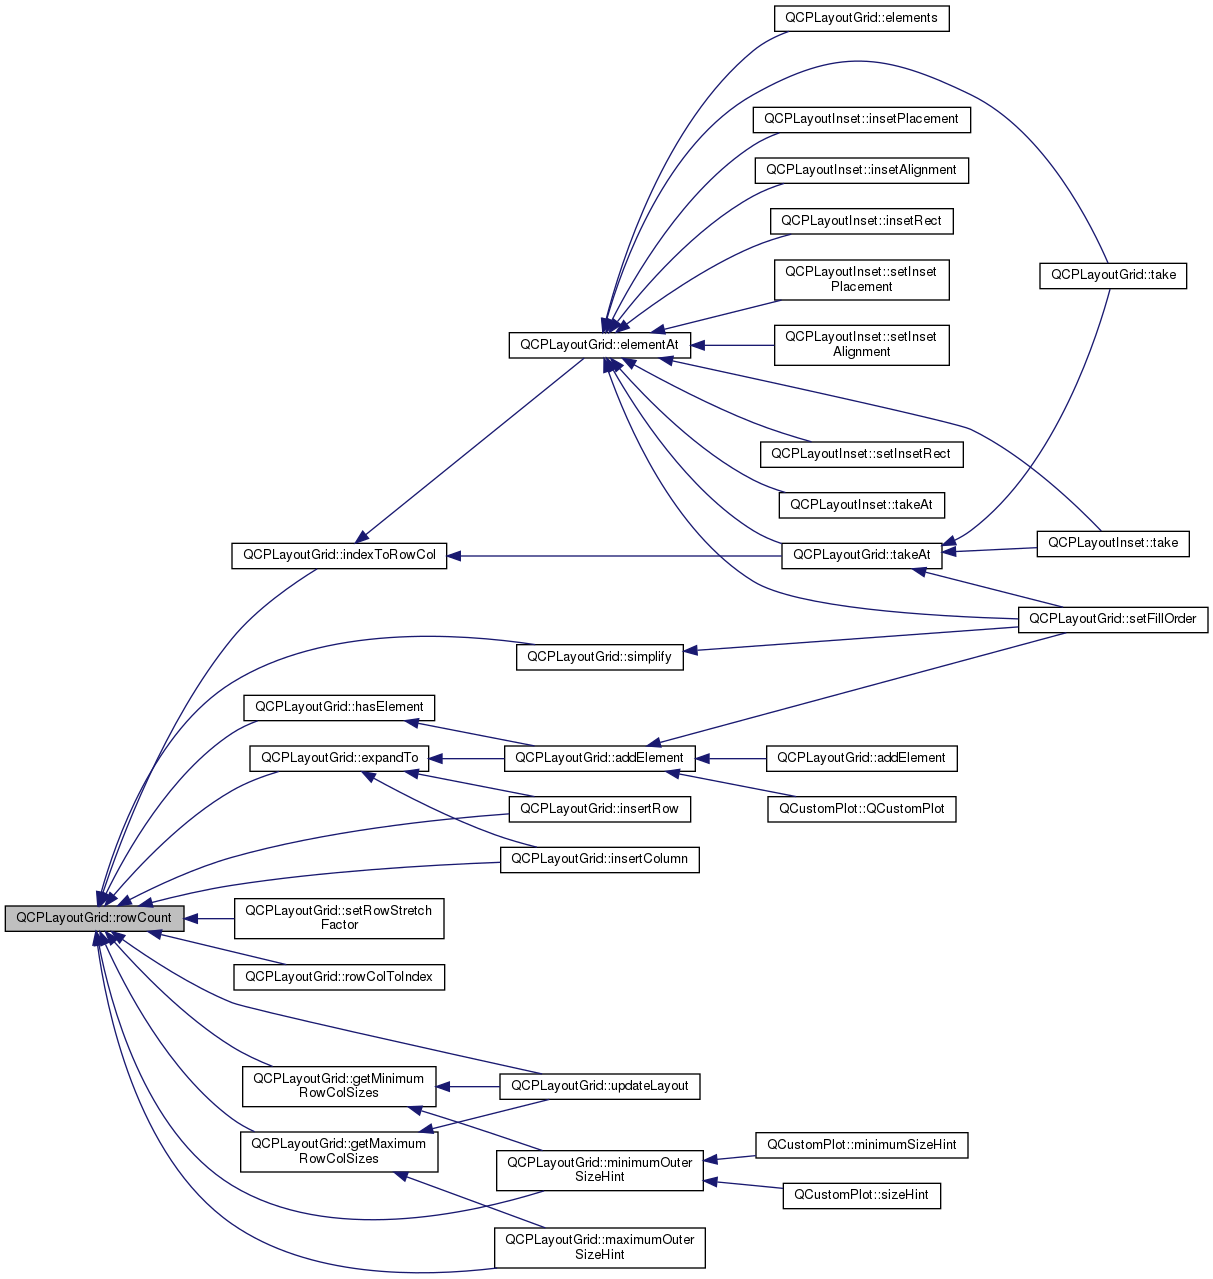 QCPLayoutGrid::elements
QCPLayoutInset::insetPlacement
QCPLayoutInset::insetAlignment
QCPLayoutInset::insetRect
QCPLayoutInset::setInset
Placement
QCPLayoutGrid::take
QCPLayoutGrid::elementAt
QCPLayoutInset::setInset
Alignment
QCPLayoutInset::setInsetRect
QCPLayoutInset::takeAt
QCPLayoutInset::take
QCPLayoutGrid::indexToRowCol
QCPLayoutGrid::takeAt
QCPLayoutGrid::setFillOrder
QCPLayoutGrid::simplify
QCPLayoutGrid::hasElement
QCPLayoutGrid::expandTo
QCPLayoutGrid::addElement
QCPLayoutGrid::addElement
QCPLayoutGrid::insertRow
QCustomPlot::QCustomPlot
QCPLayoutGrid::insertColumn
QCPLayoutGrid::rowCount
QCPLayoutGrid::setRowStretch
Factor
QCPLayoutGrid::rowColToIndex
QCPLayoutGrid::getMinimum
RowColSizes
QCPLayoutGrid::updateLayout
QCPLayoutGrid::getMaximum
RowColSizes
QCustomPlot::minimumSizeHint
QCPLayoutGrid::minimumOuter
SizeHint
QCustomPlot::sizeHint
QCPLayoutGrid::maximumOuter
SizeHint